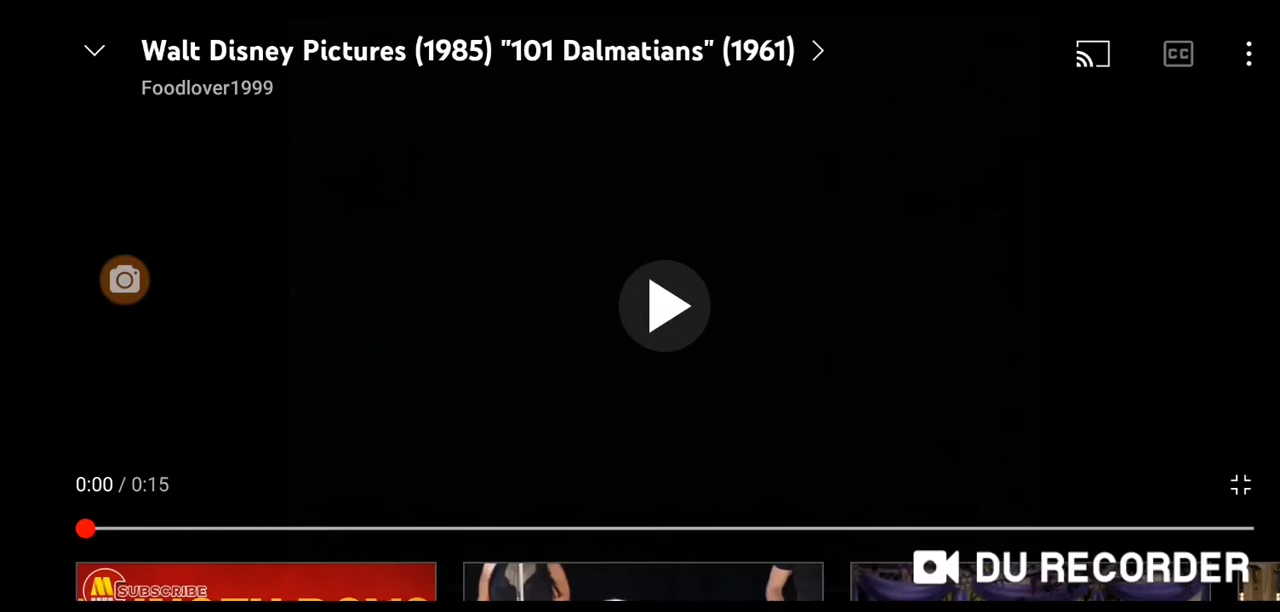 Walt Disney Pictures (1985) "101 Dalmatians" (1961)
Foodlover1999
CC
0:00 / 0:15
DU RECORDER
SUBSCRIBE